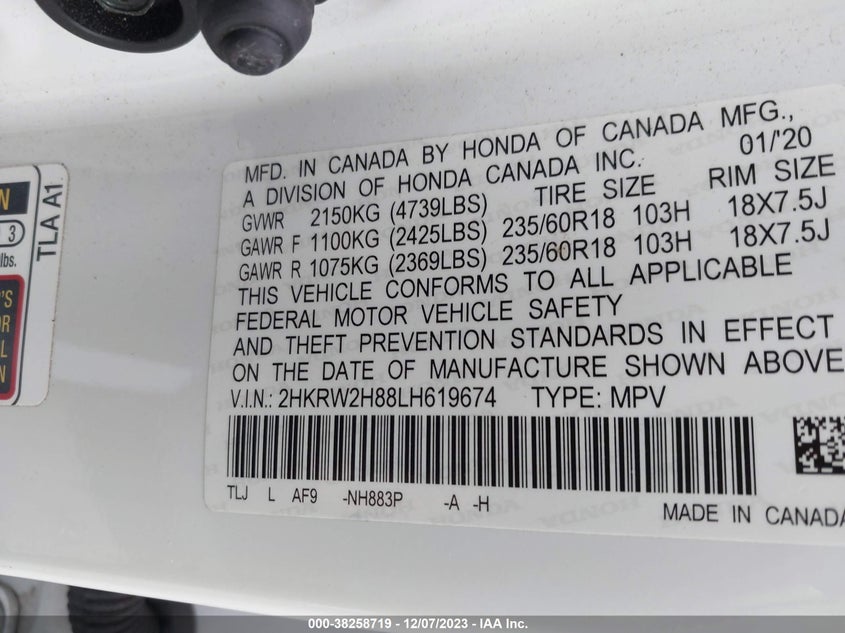 MFD. IN CANADA BY HONDA OF CANADA MFG.,
A DIVISION OF HONDA CANADA INC. 01/'20
GVWR 2150KG (4739LBS) TIRE SIZE RIM SIZE
GAWR F 1100KG (2425LBS) 235/60R18 103H 18X7.5J
GAWR R 1075KG (2369LBS) 235/60R18 103H 18X7.5J
THIS VEHICLE CONFORMS TO ALL APPLICABLE
FEDERAL MOTOR VEHICLE SAFETY
AND THEFT PREVENTION STANDARDS IN EFFECT
ON THE DATE OF MANUFACTURE SHOWN ABOVE
V.I.N.: 2HKRW2H88LH619674 TYPE: MPV
TLJ L AF9 -NH883P -A -H
MADE IN CANADA
TLA A1
3
lbs.
000-38258719 - 12/07/2023 - IAA Inc.